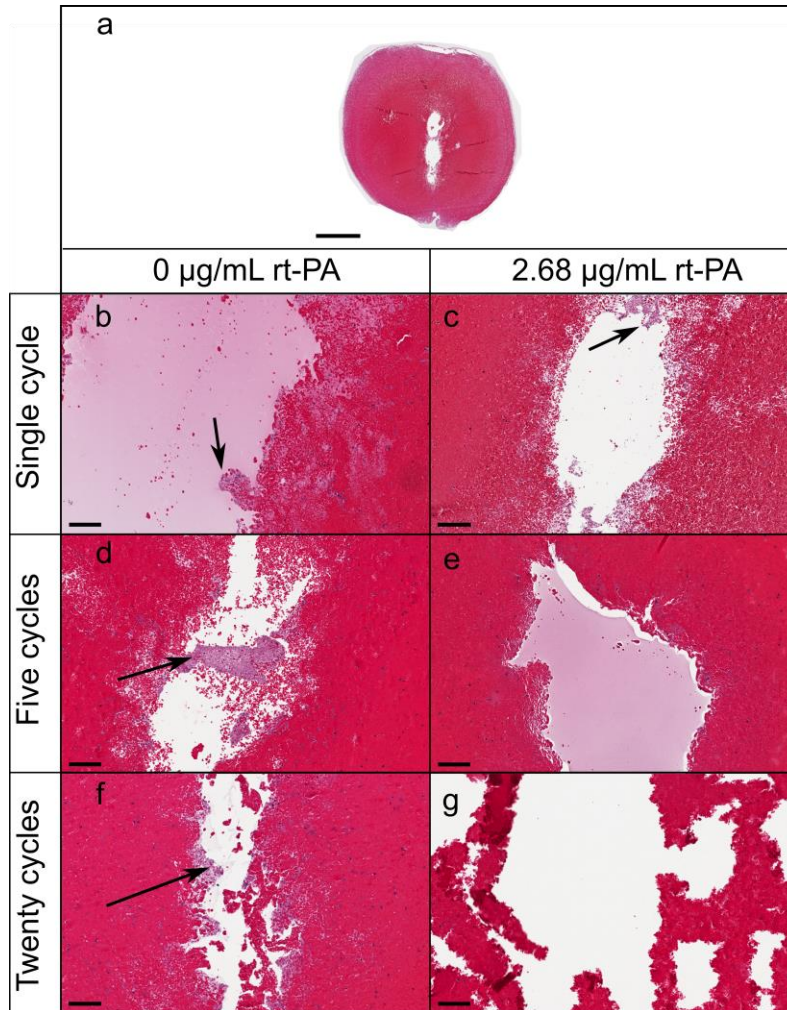 a
0 µg/mL rt-PA
2.68 µg/mL rt-PA
Single cycle
b
c
Five cycles
d
e
Twenty cycles
f
g